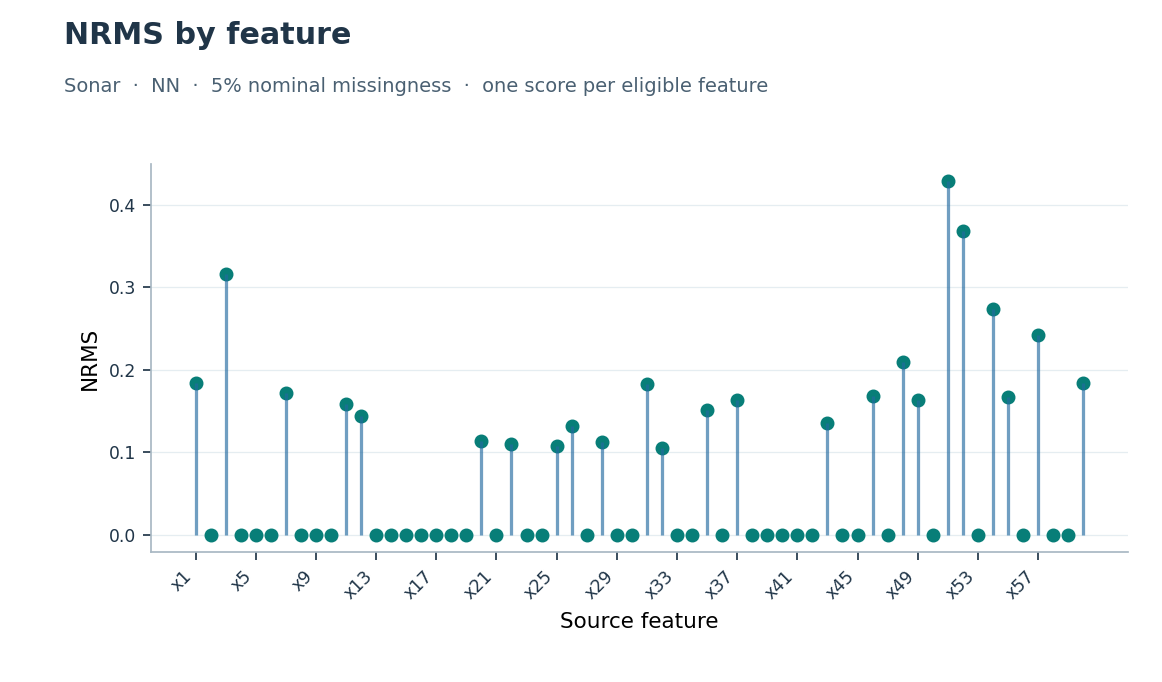 NRMS by feature
Sonar · NN · 5% nominal missingness · one score per eligible feature
0.4
0.3
0.2
0.1
0.0
NRMS
x1 x5 x9 x13 x17 x21 x25 x29 x33 x37 x41 x45 x49 x53 x57
Source feature